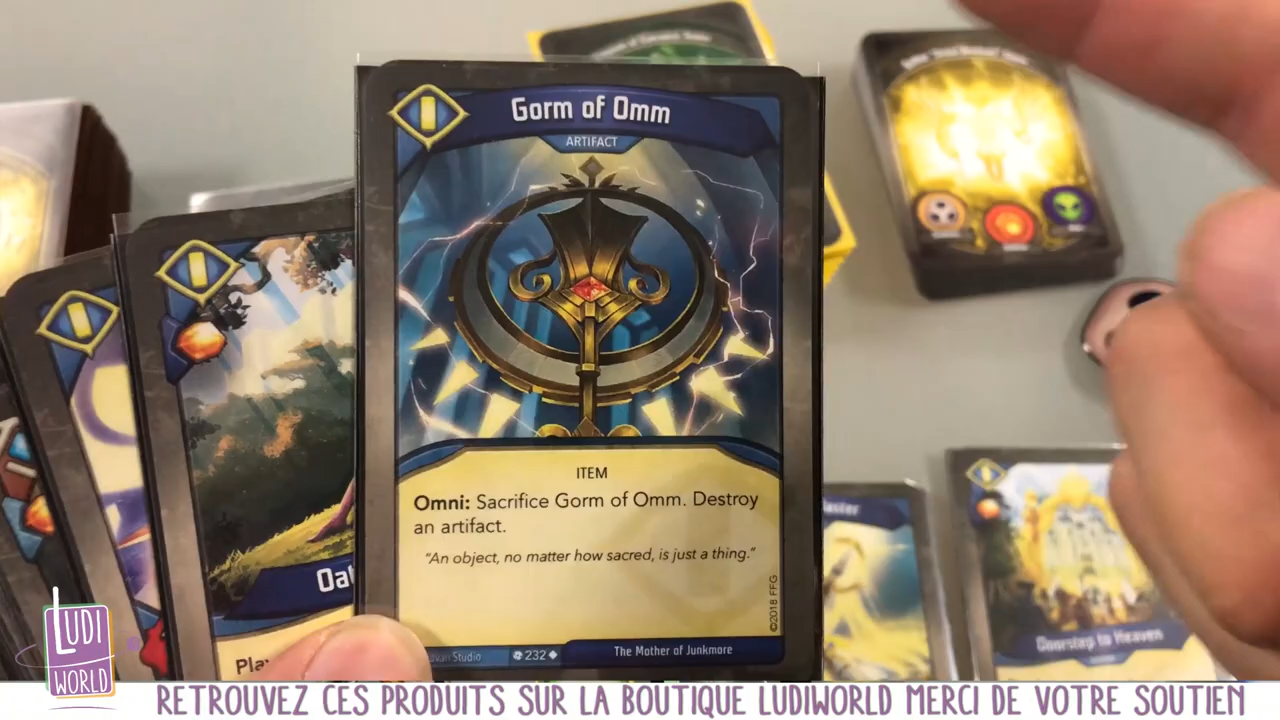 Gorm of Omm
ARTIFACT
ITEM
Omni: Sacrifice Gorm of Omm. Destroy
an artifact.
"An object, no matter how sacred, is just a thing."
©2018 FFG
Studio
232
The Mother of Junkmore
Doorstep to Heaven
LUDI
WORLD
RETROUVEZ CES PRODUITS SUR LA BOUTIQUE LUDIWORLD MERCI DE VOTRE SOUTIEN